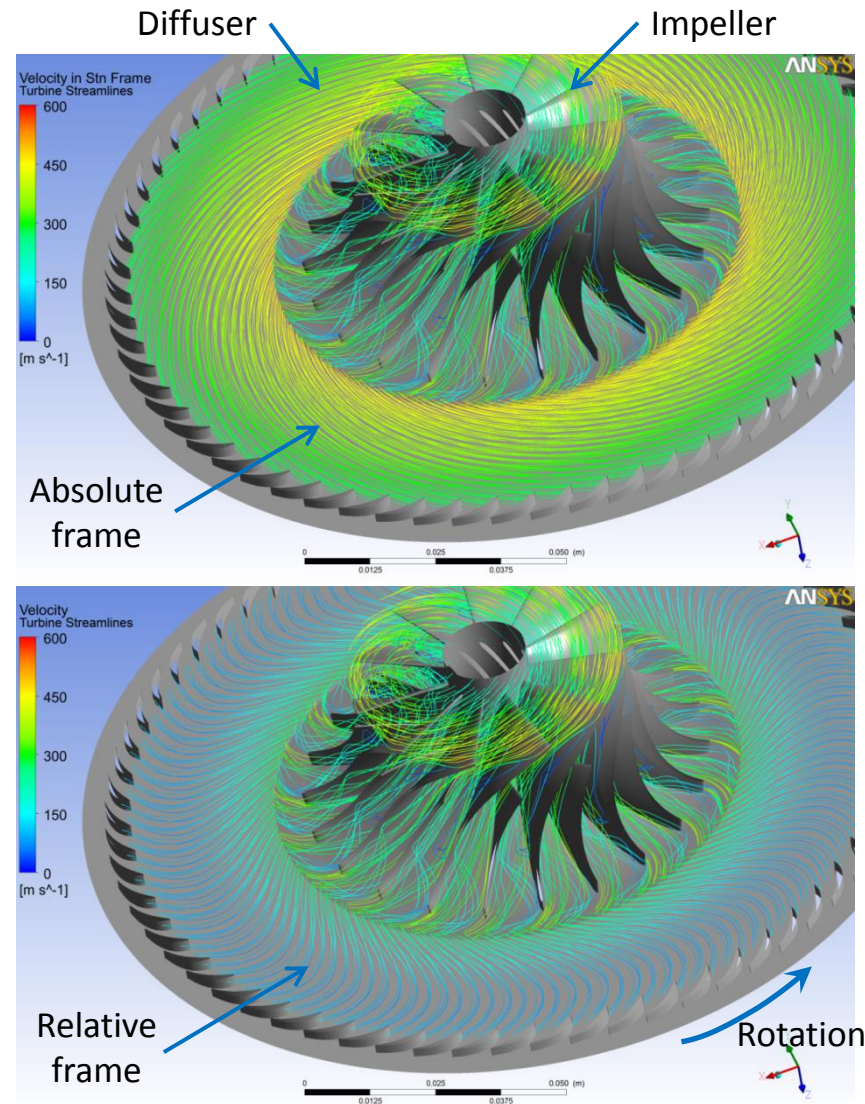 Diffuser
Impeller
Velocity in Stn Frame
Turbine Streamlines
ANSYS
600
450
300
150
0
[m s^-1]
Absolute
frame
0
0.025
0.050 (m)
0.0125
0.0375
Y
X
Z
Velocity
Turbine Streamlines
ANSYS
600
450
300
150
0
[m s^-1]
Relative
frame
Rotation
0
0.025
0.050 (m)
0.0125
0.0375
X
Z